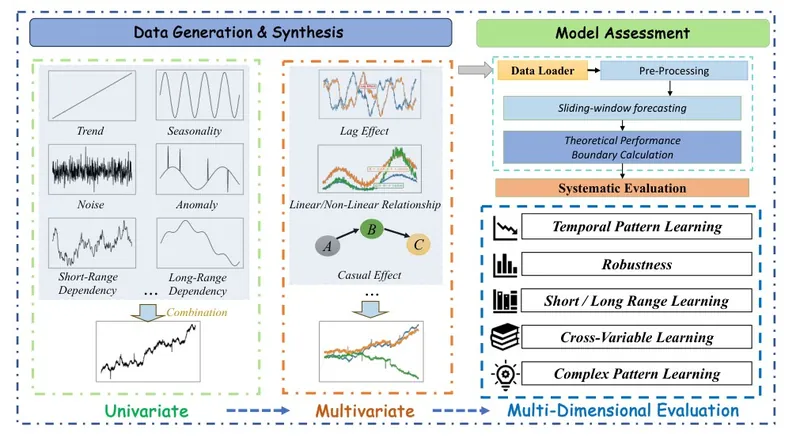 Data Generation & Synthesis
Model Assessment
Trend
Seasonality
Noise
Anomaly
Short-Range
Dependency
Long-Range
Dependency
...
Combination
Lag Effect
Linear/Non-Linear Relationship
A
B
C
Casual Effect
...
Data Loader
Pre-Processing
Sliding-window forecasting
Theoretical Performance
Boundary Calculation
Systematic Evaluation
Temporal Pattern Learning
Robustness
Short / Long Range Learning
Cross-Variable Learning
Complex Pattern Learning
Univariate
Multivariate
Multi-Dimensional Evaluation